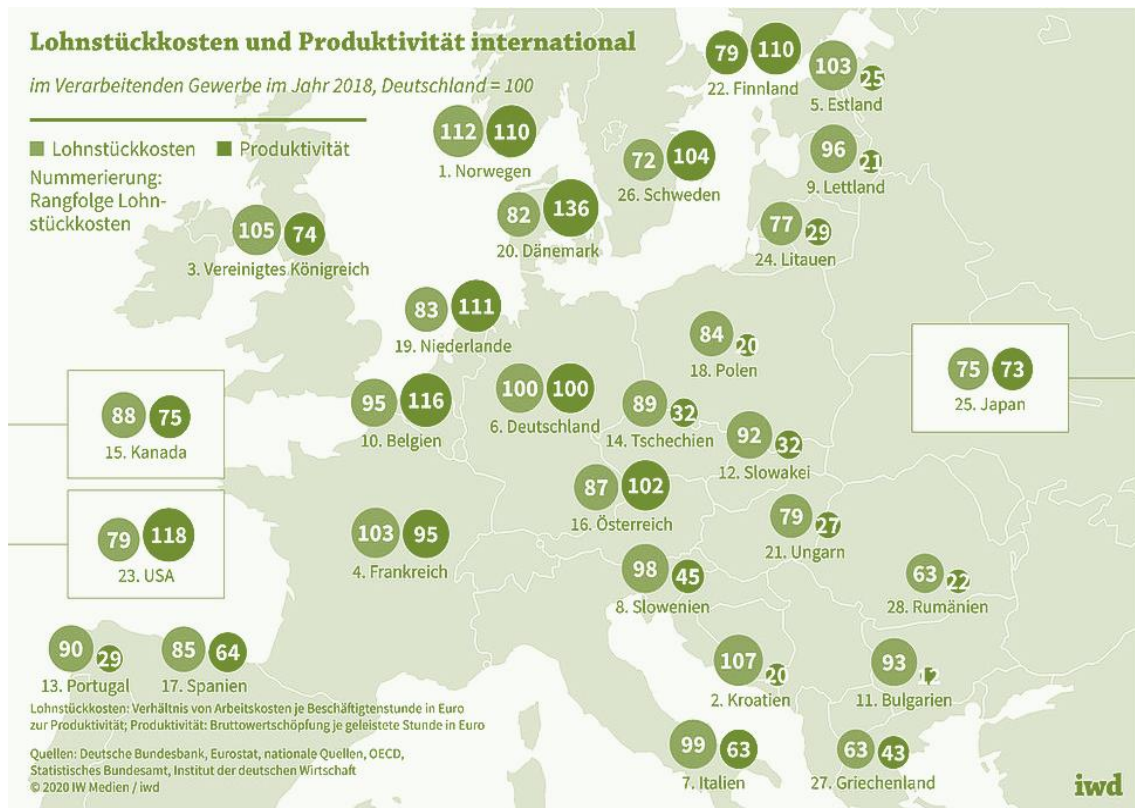 Lohnstückkosten und Produktivität international
im Verarbeitenden Gewerbe im Jahr 2018, Deutschland = 100
Lohnstückkosten Produktivität
Nummerierung:
Rangfolge Lohn-
stückkosten
79 110
22. Finnland
103 25
5. Estland
112 110
1. Norwegen
72 104
26. Schweden
96 21
9. Lettland
82 136
20. Dänemark
77 29
24. Litauen
105 74
3. Vereinigtes Königreich
83 111
19. Niederlande
84 20
18. Polen
75 73
25. Japan
88 75
15. Kanada
95 116
10. Belgien
100 100
6. Deutschland
89 32
14. Tschechien
92 32
12. Slowakei
87 102
16. Österreich
79 118
23. USA
103 95
4. Frankreich
79 27
21. Ungarn
98 45
8. Slowenien
63 22
28. Rumänien
90 29
13. Portugal
85 64
17. Spanien
107 20
2. Kroatien
93 12
11. Bulgarien
99 63
7. Italien
63 43
27. Griechenland
Lohnstückkosten: Verhältnis von Arbeitskosten je Beschäftigtenstunde in Euro
zur Produktivität; Produktivität: Bruttowertschöpfung je geleistete Stunde in Euro
Quellen: Deutsche Bundesbank, Eurostat, nationale Quellen, OECD,
Statistisches Bundesamt, Institut der deutschen Wirtschaft
© 2020 IW Medien / iwd
iwd